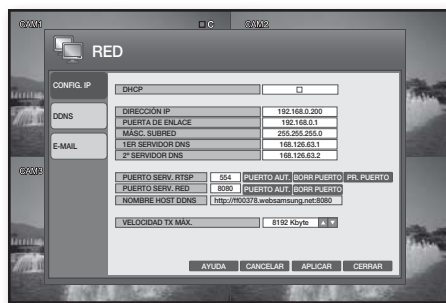 CAM1 C CAM2
RED
CONFIG. IP
DDNS
E-MAIL
CAM3
DHCP
DIRECCIÓN IP 192.168.0.200
PUERTA DE ENLACE 192.168.0.1
MÁSC. SUBRED 255.255.255.0
1ER SERVIDOR DNS 168.126.63.1
2º SERVIDOR DNS 168.126.63.2
PUERTO SERV. RTSP 554 PUERTO AUT. BORR PUERTO PR. PUERTO
PUERTO SERV. RED 8080 PUERTO AUT. BORR PUERTO
NOMBRE HOST DDNS http://ff00378.websamsung.net:8080
VELOCIDAD TX MÁX. 8192 Kbyte
AYUDA CANCELAR APLICAR CERRAR